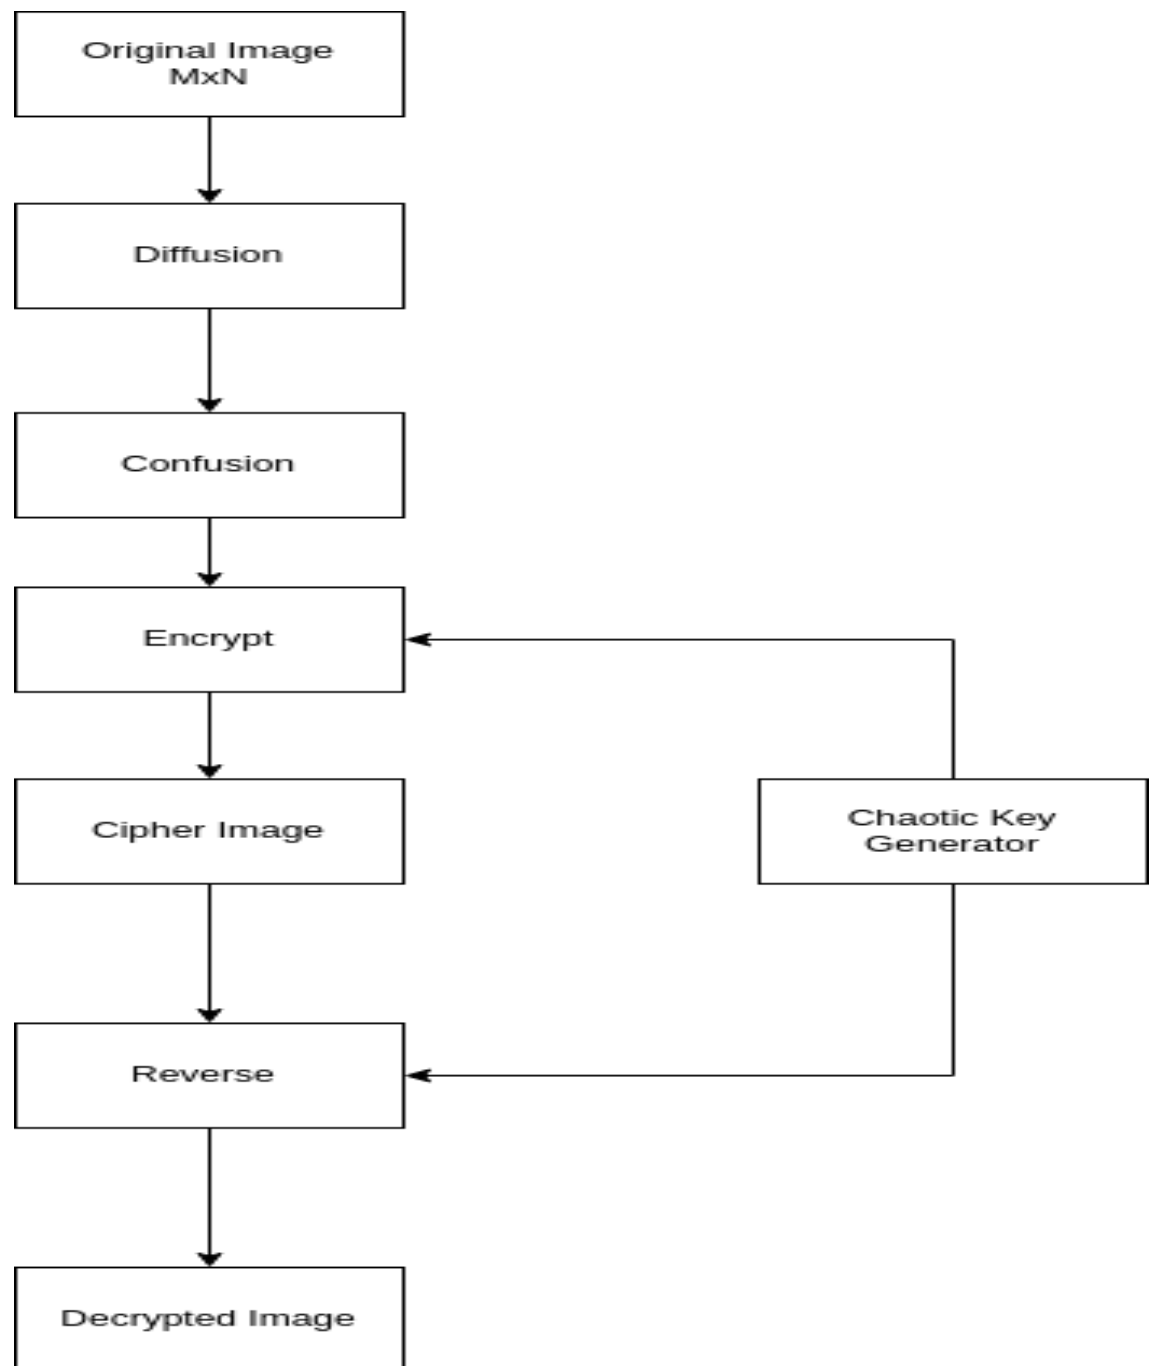 Original Image
MxN
Diffusion
Confusion
Encrypt
Cipher Image
Chaotic Key
Generator
Reverse
Decrypted Image